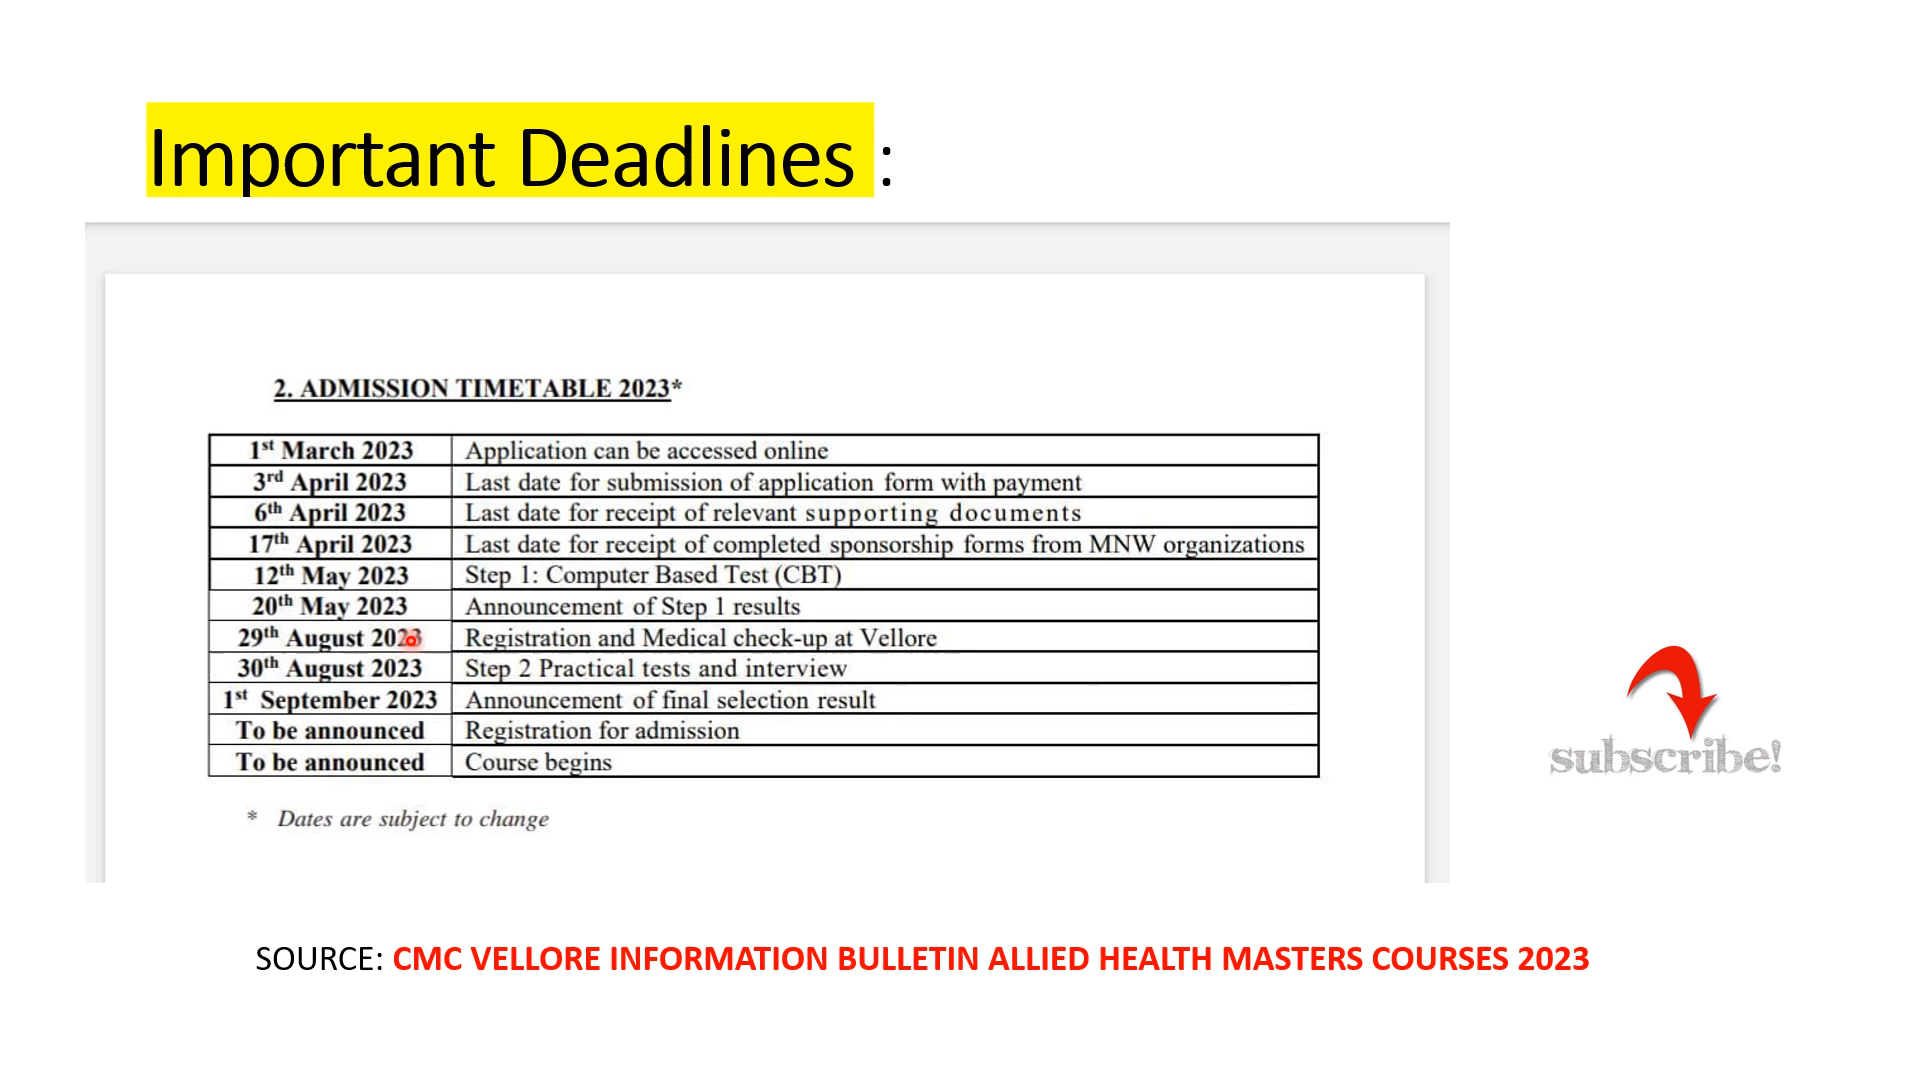 Important Deadlines :
2. ADMISSION TIMETABLE 2023*
1st March 2023 Application can be accessed online
3rd April 2023 Last date for submission of application form with payment
6th April 2023 Last date for receipt of relevant supporting documents
17th April 2023 Last date for receipt of completed sponsorship forms from MNW organizations
12th May 2023 Step 1: Computer Based Test (CBT)
20th May 2023 Announcement of Step 1 results
29th August 2023 Registration and Medical check-up at Vellore
30th August 2023 Step 2 Practical tests and interview
1st September 2023 Announcement of final selection result
To be announced Registration for admission
To be announced Course begins
* Dates are subject to change
subscribe!
SOURCE: CMC VELLORE INFORMATION BULLETIN ALLIED HEALTH MASTERS COURSES 2023